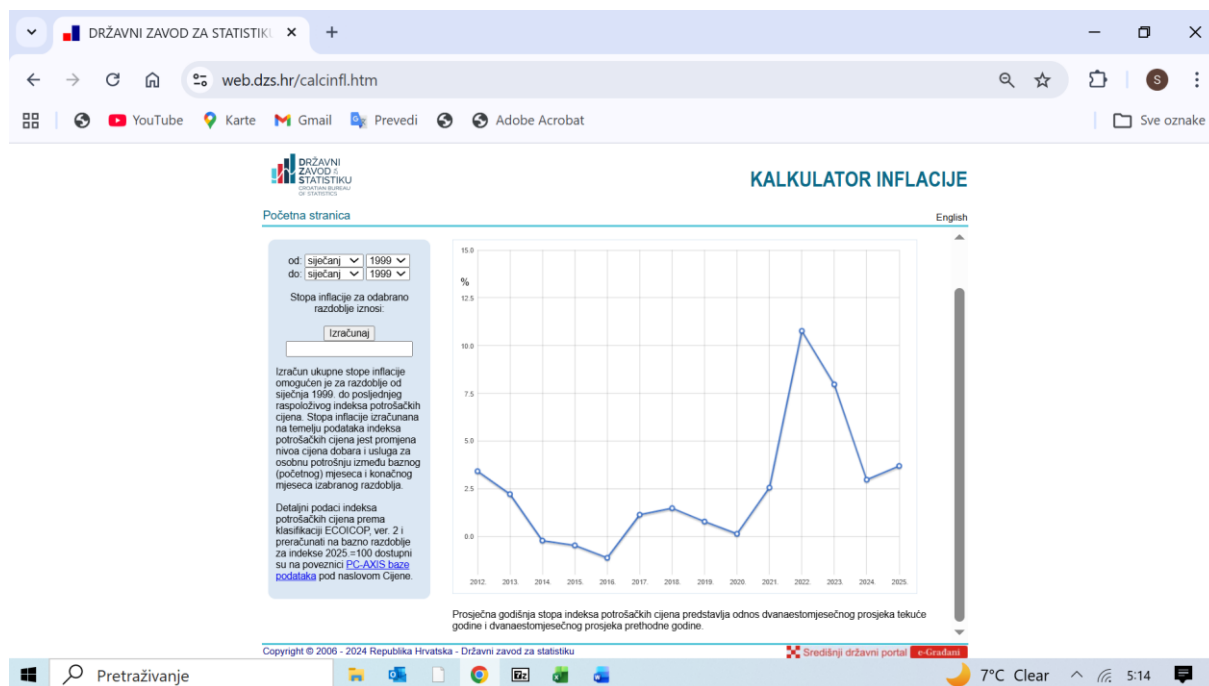 DRŽAVNI ZAVOD ZA STATISTIK
web.dzs.hr/calcinfl.htm
S
YouTube
Karte
Gmail
Prevedi
Adobe Acrobat
Sve oznake
DRŽAVNI
ZAVOD ZA
STATISTIKU
CROATIAN BUREAU
OF STATISTICS
KALKULATOR INFLACIJE
Početna stranica
English
od: siječanj 1999
do: siječanj 1999
Stopa inflacije za odabrano
razdoblje iznosi:
Izračunaj
Izračun ukupne stope inflacije
omogućen je za razdoblje od
siječnja 1999. do posljednjeg
raspoloživog indeksa potrošačkih
cijena. Stopa inflacije izračunana
na temelju podataka indeksa
potrošačkih cijena jest promjena
nivoa cijena dobara i usluga za
osobnu potrošnju između baznog
(početnog) mjeseca i konačnog
mjeseca izabranog razdoblja.
Detaljni podaci indeksa
potrošačkih cijena prema
klasifikaciji ECOICOP, ver. 2 i
preračunati na bazno razdoblje
za indekse 2025.=100 dostupni
su na poveznici PC-AXIS baze
podataka pod naslovom Cijene.
15.0
%
12.5
10.0
7.5
5.0
2.5
0.0
2012. 2013. 2014. 2015. 2016. 2017. 2018. 2019. 2020. 2021. 2022. 2023. 2024. 2025.
Prosječna godišnja stopa indeksa potrošačkih cijena predstavlja odnos dvanaestomjesečnog prosjeka tekuće
godine i dvanaestomjesečnog prosjeka prethodne godine.
Copyright © 2006 - 2024 Republika Hrvatska - Državni zavod za statistiku
Središnji državni portal
e-Građani
Pretraživanje
7z
7°C Clear
5:14